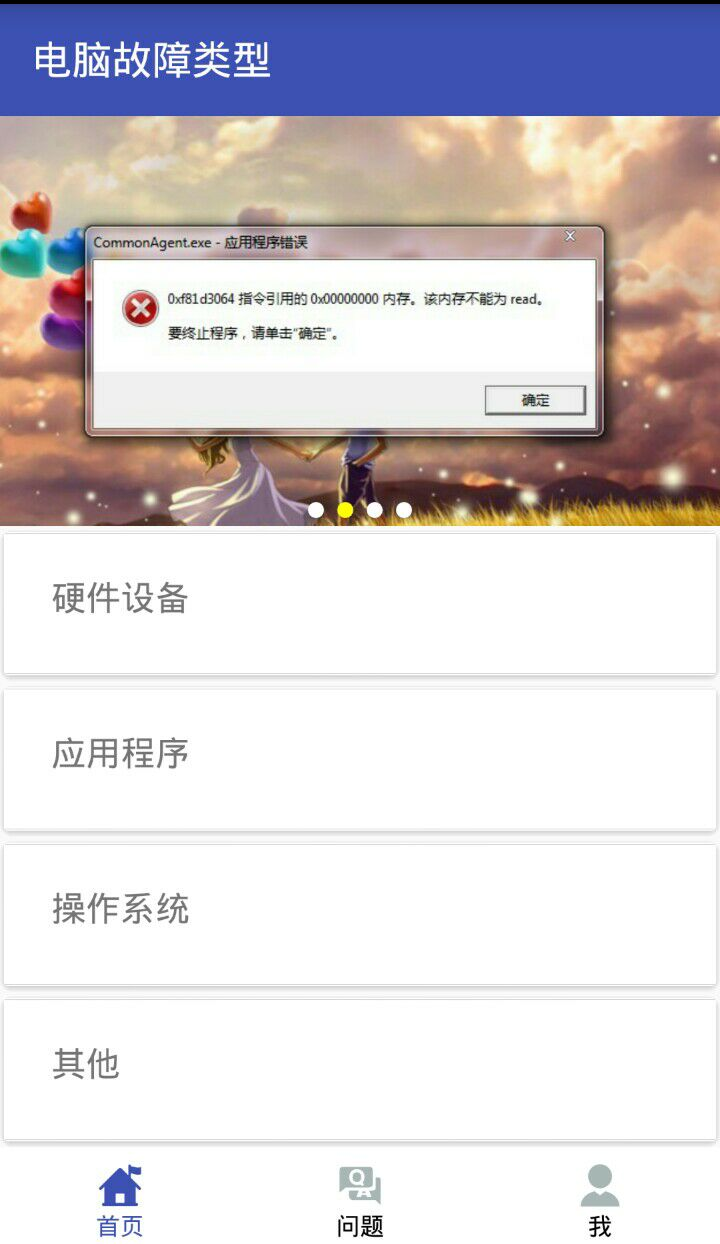 电脑故障类型
CommonAgent.exe - 应用程序错误
0xf81d3064 指令引用的 0x00000000 内存。该内存不能为 read。
要终止程序，请单击“确定”。
确定
硬件设备
应用程序
操作系统
其他
QA
首页 问题 我